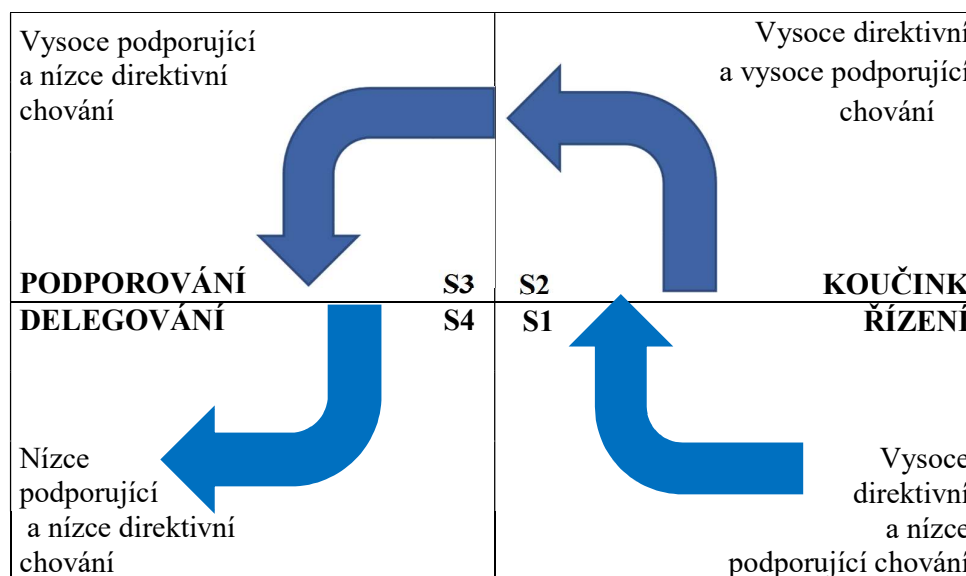 Vysoce podporující
a nízce direktivní
chování
PODPOROVÁNÍ
S3
Vysoce direktivní
a vysoce podporující
chování
S2
KOUČINK
DELEGOVÁNÍ
S4
Nízce
podporující
a nízce direktivní
chování
S1
ŘÍZENÍ
Vysoce
direktivní
a nízce
podporující chování